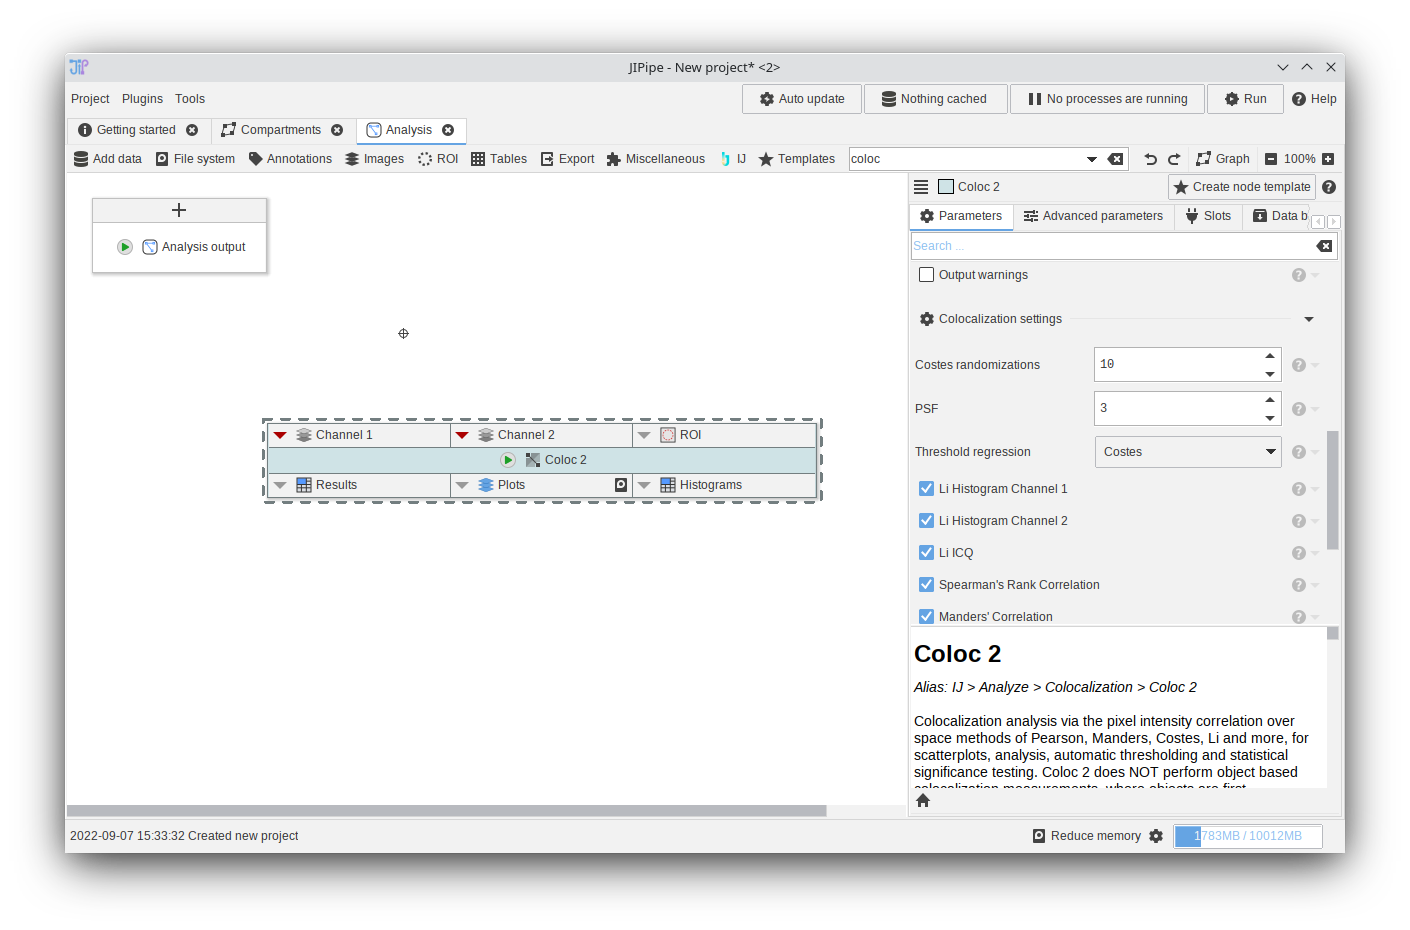 JIPipe - New project* <2>
Project Plugins Tools
Auto update Nothing cached No processes are running Run Help
Getting started Compartments Analysis
Add data File system Annotations Images ROI Tables Export Miscellaneous IJ Templates coloc Graph 100%
Coloc 2 Create node template
Parameters Advanced parameters Slots Data b
Search ...
Analysis output
Output warnings
Colocalization settings
Costes randomizations 10
PSF 3
Threshold regression Costes
Channel 1 Channel 2 ROI
Coloc 2
Results Plots Histograms
Li Histogram Channel 1
Li Histogram Channel 2
Li ICQ
Spearman's Rank Correlation
Manders' Correlation
Coloc 2
Alias: IJ > Analyze > Colocalization > Coloc 2
Colocalization analysis via the pixel intensity correlation over
space methods of Pearson, Manders, Costes, Li and more, for
scatterplots, analysis, automatic thresholding and statistical
significance testing. Coloc 2 does NOT perform object based
colocalization measurements, where objects are first
2022-09-07 15:33:32 Created new project
Reduce memory 1783MB / 10012MB